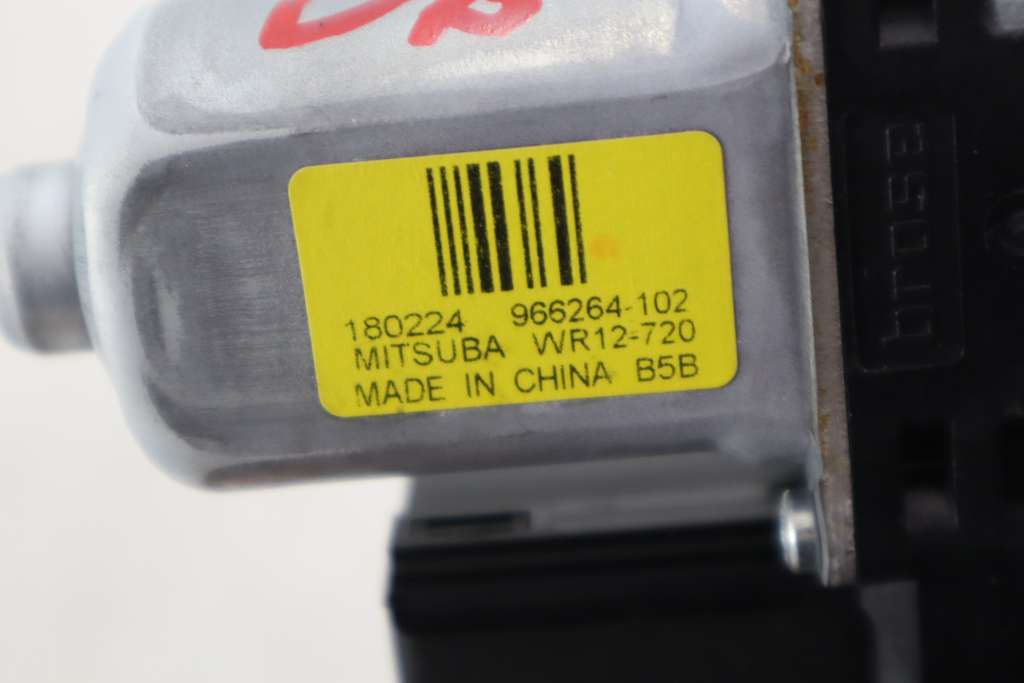 180224 966264-102
MITSUBA WR12-720
MADE IN CHINA B5B
brose